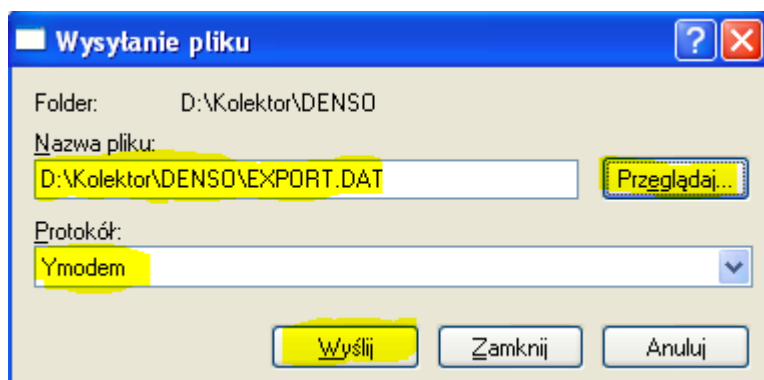 Wysyłanie pliku
Folder: D:\Kolektor\DENSO
Nazwa pliku:
D:\Kolektor\DENSO\EXPORT.DAT Przeglądaj...
Protokół:
Ymodem
Wyślij Zamknij Anuluj